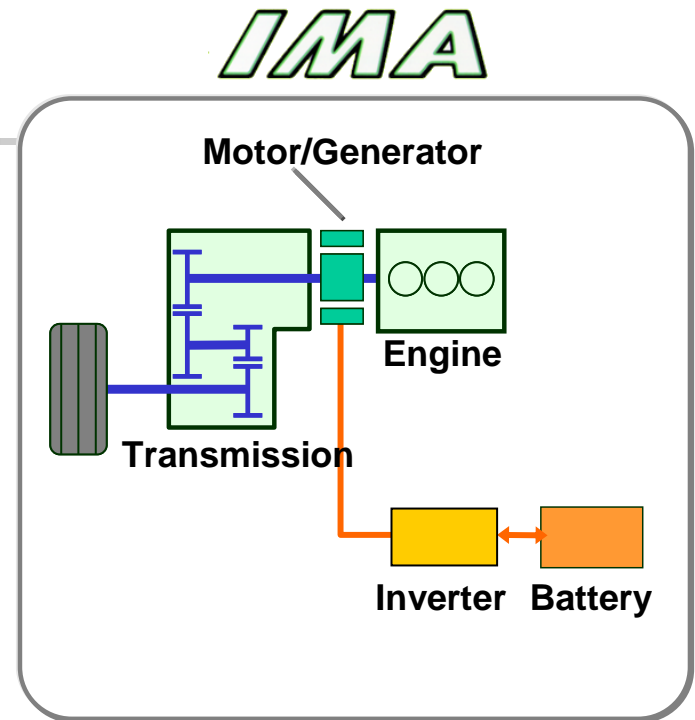 IMA
Motor/Generator
Engine
Transmission
Inverter Battery